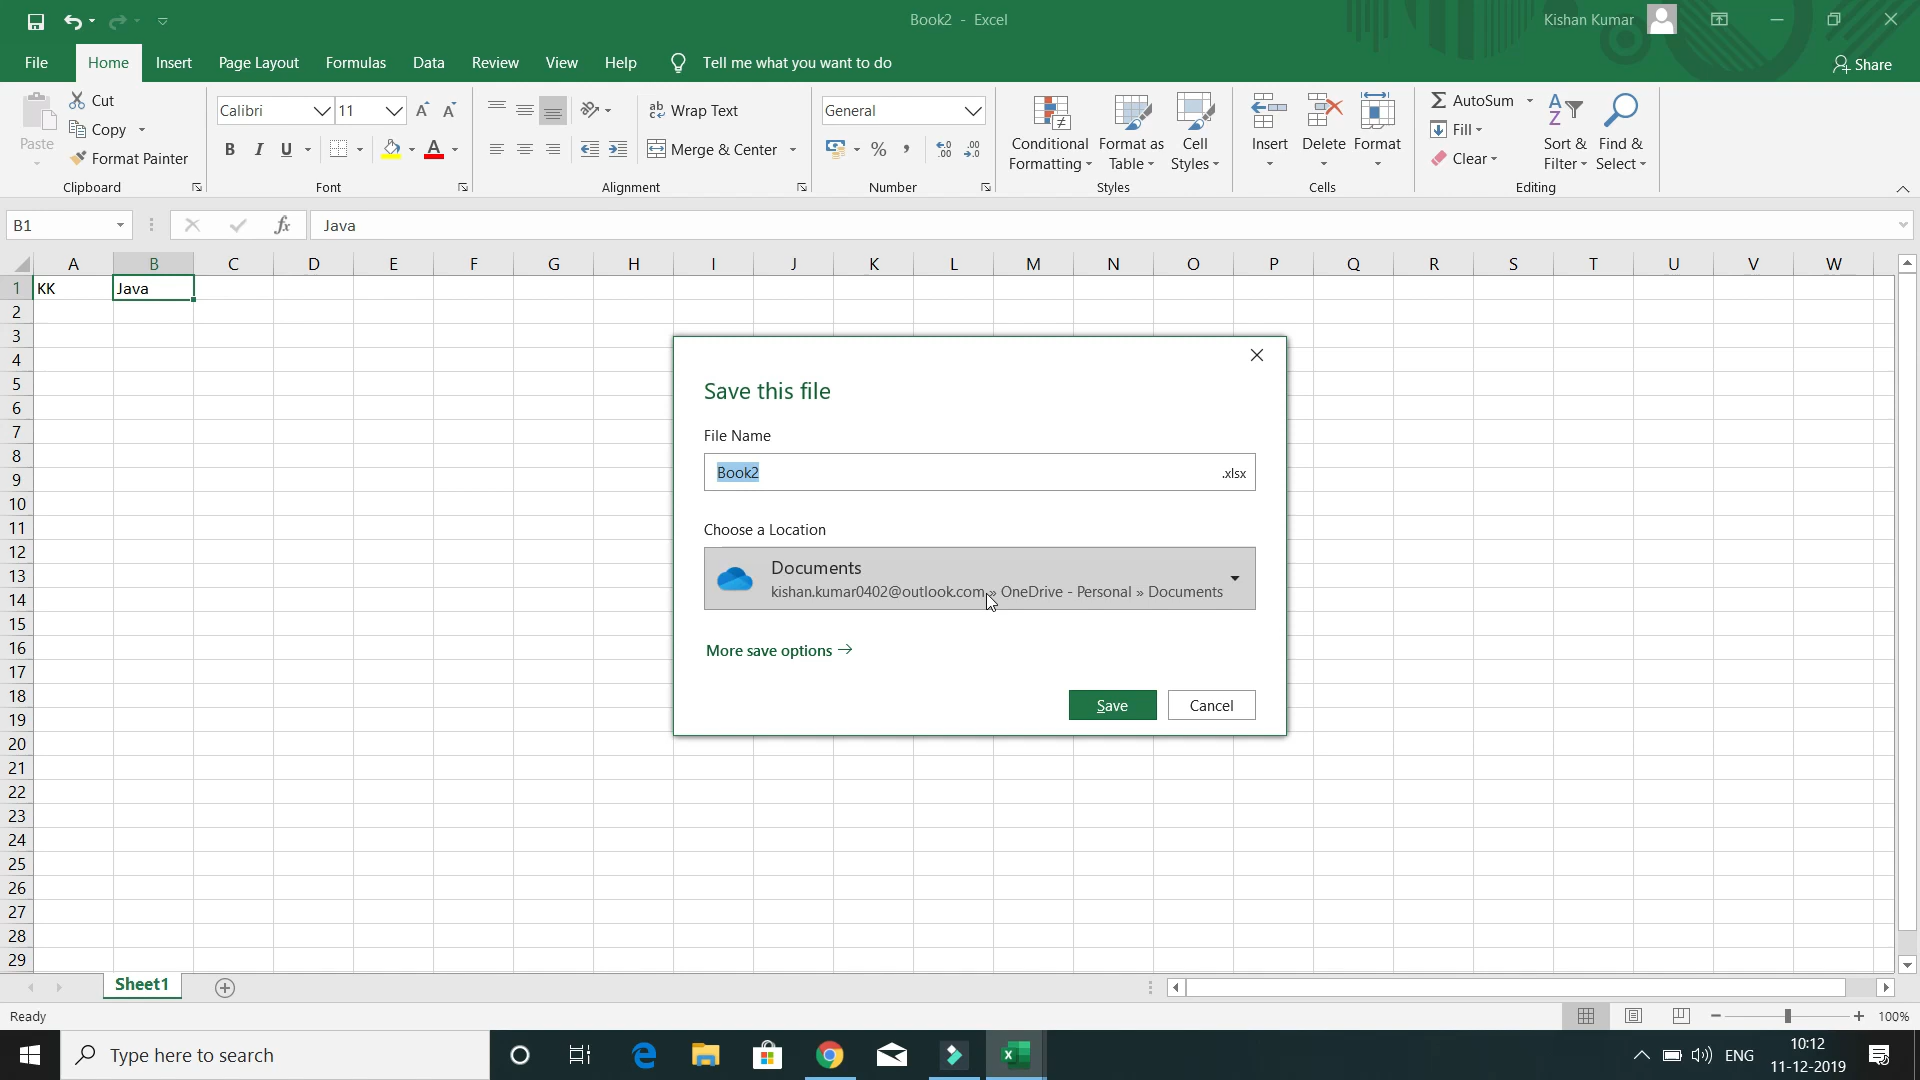 Book2 - Excel
Kishan Kumar
File
Home
Insert
Page Layout
Formulas
Data
Review
View
Help
Tell me what you want to do
Share
Paste
Cut
Copy
Format Painter
Clipboard
Calibri
11
B I U
A
Font
Wrap Text
Merge & Center
Alignment
General
%
Number
Conditional
Formatting
Format as
Table
Cell
Styles
Styles
Insert
Delete
Format
Cells
AutoSum
Fill
Clear
Sort &
Filter
Find &
Select
Editing
B1
fx
Java
A B C D E F G H I J K L M N O P Q R S T U V W
1 KK Java
2
3
4
5
6
7
8
9
10
11
12
13
14
15
16
17
18
19
20
21
22
23
24
25
26
27
28
29
Save this file
File Name
Book2 .xlsx
Choose a Location
Documents
kishan.kumar0402@outlook.com » OneDrive - Personal » Documents
More save options
Save
Cancel
Sheet1
Ready
100%
Type here to search
ENG
10:12
11-12-2019